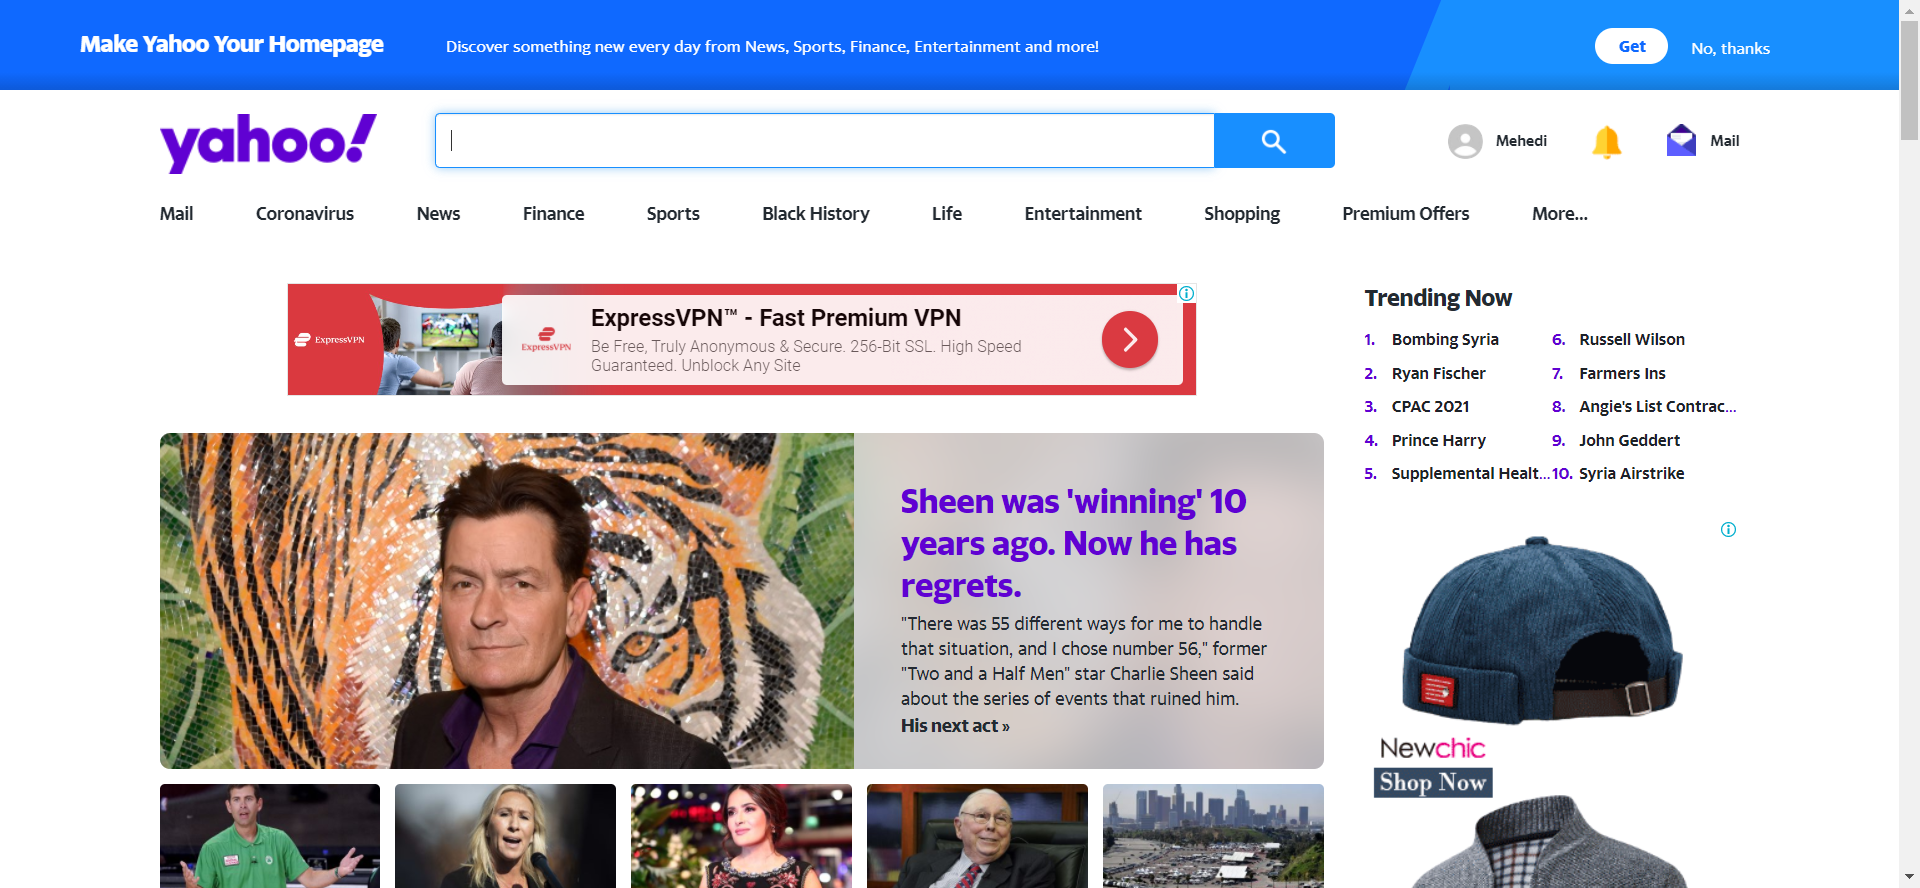 Make Yahoo Your Homepage
Discover something new every day from News, Sports, Finance, Entertainment and more!
Get
No, thanks
yahoo!
Mehedi
Mail
Mail
Coronavirus
News
Finance
Sports
Black History
Life
Entertainment
Shopping
Premium Offers
More...
ExpressVPN
ExpressVPN
ExpressVPN™ - Fast Premium VPN
Be Free, Truly Anonymous & Secure. 256-Bit SSL. High Speed
Guaranteed. Unblock Any Site
Trending Now
1. Bombing Syria
2. Ryan Fischer
3. CPAC 2021
4. Prince Harry
5. Supplemental Healt...
6. Russell Wilson
7. Farmers Ins
8. Angie's List Contrac...
9. John Geddert
10. Syria Airstrike
Sheen was 'winning' 10
years ago. Now he has
regrets.
"There was 55 different ways for me to handle
that situation, and I chose number 56," former
"Two and a Half Men" star Charlie Sheen said
about the series of events that ruined him.
His next act »
Newchic
Shop Now